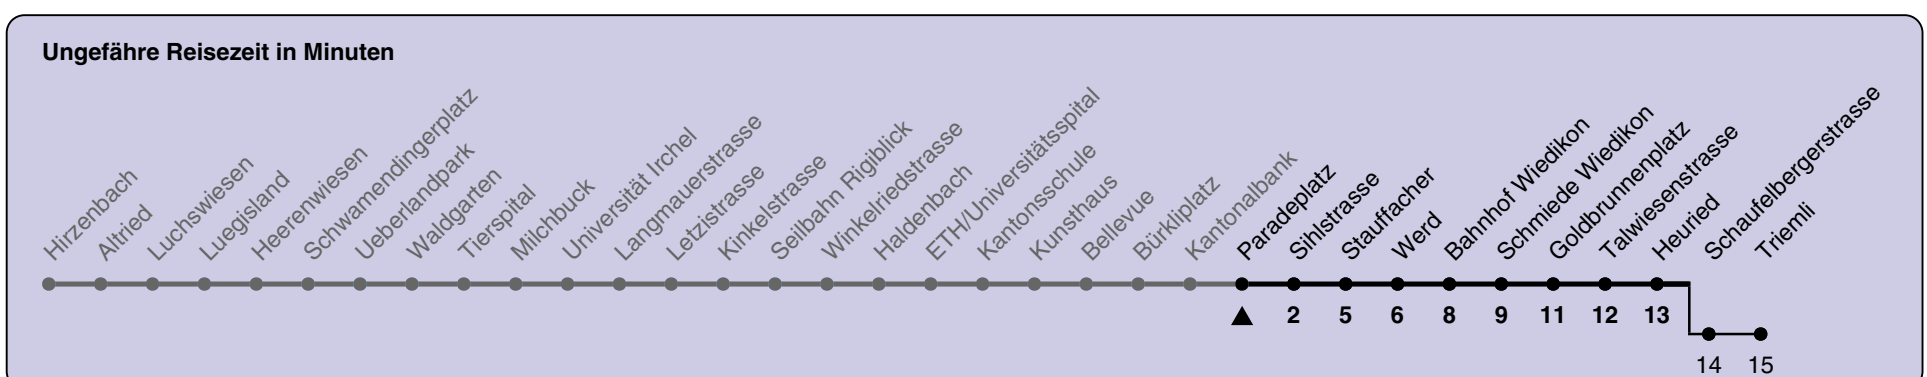 Ungefähre Reisezeit in Minuten
Hirzenbach
Altried
Luchswiesen
Luegisland
Heerenwiesen
Schwamendingerplatz
Ueberlandpark
Waldgarten
Tierspital
Milchbuck
Universität Irchel
Langmauerstrasse
Letzistrasse
Kinkelstrasse
Seilbahn Rigiblick
Winkelriedstrasse
Haldenbach
ETH/Universitätsspital
Kantonsschule
Kunsthaus
Bellevue
Bürkliplatz
Kantonalbank
Paradeplatz
Sihlstrasse
Stauffacher
Werd
Bahnhof Wiedikon
Schmiede Wiedikon
Goldbrunnenplatz
Talwiesenstrasse
Heuried
Schaufelbergerstrasse
Triemli
2 5 6 8 9 11 12 13
14 15